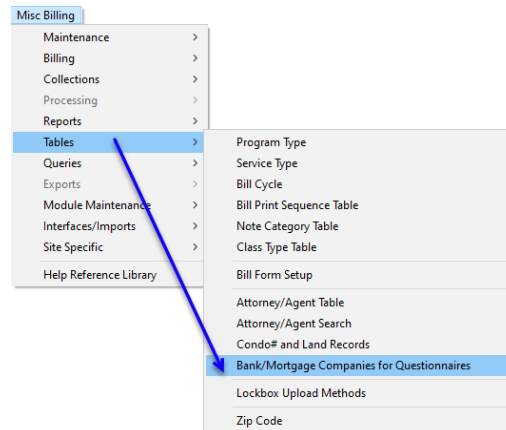 Misc Billing
Maintenance
Billing
Collections
Processing
Reports
Tables
Queries
Exports
Module Maintenance
Interfaces/Imports
Site Specific
Help Reference Library
Program Type
Service Type
Bill Cycle
Bill Print Sequence Table
Note Category Table
Class Type Table
Bill Form Setup
Attorney/Agent Table
Attorney/Agent Search
Condo# and Land Records
Bank/Mortgage Companies for Questionnaires
Lockbox Upload Methods
Zip Code